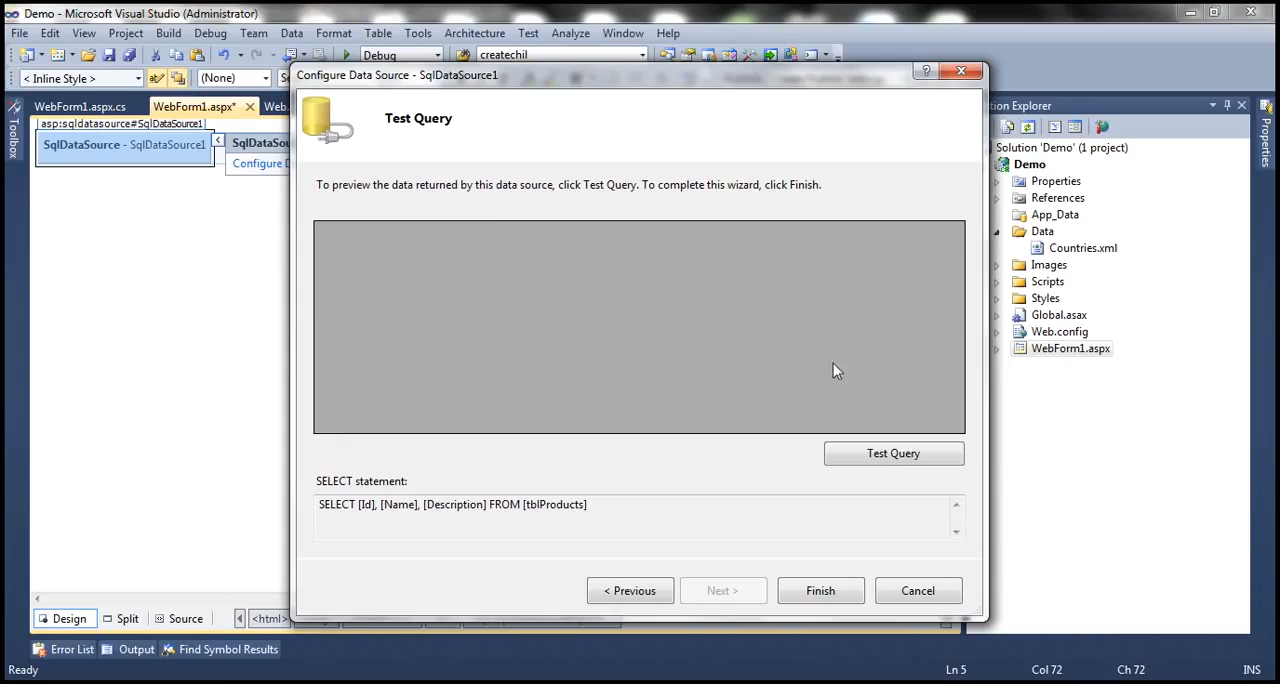 Demo - Microsoft Visual Studio (Administrator)
File Edit View Project Build Debug Team Data Format Table Tools Architecture Test Analyze Window Help
Debug createchil
< Inline Style > (None)
WebForm1.aspx.cs WebForm1.aspx* Web.
asp:sqldatasource#SqlDataSource1
SqlDataSource - SqlDataSource1
SqlDataSou
Configure D
Configure Data Source - SqlDataSource1
Test Query
To preview the data returned by this data source, click Test Query. To complete this wizard, click Finish.
Test Query
SELECT statement:
SELECT [Id], [Name], [Description] FROM [tblProducts]
< Previous Next > Finish Cancel
Toolbox
tion Explorer
Solution 'Demo' (1 project)
Demo
Properties
References
App_Data
Data
Countries.xml
Images
Scripts
Styles
Global.asax
Web.config
WebForm1.aspx
Properties
Design Split Source <html>
Error List Output Find Symbol Results
Ready Ln 5 Col 72 Ch 72 INS